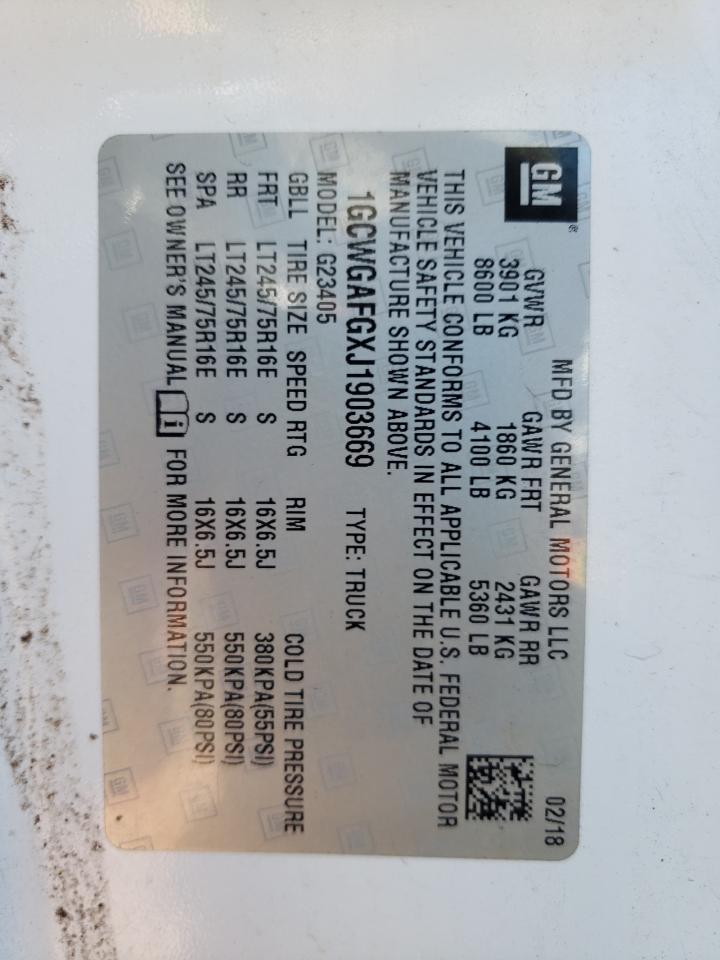 GM®
MFD BY GENERAL MOTORS LLC 02/18
GVWR GAWR FRT GAWR RR
3901 KG 1860 KG 2431 KG
8600 LB 4100 LB 5360 LB
THIS VEHICLE CONFORMS TO ALL APPLICABLE U.S. FEDERAL MOTOR
VEHICLE SAFETY STANDARDS IN EFFECT ON THE DATE OF
MANUFACTURE SHOWN ABOVE.
1GCWGAFGXJ1903669 TYPE: TRUCK
MODEL: G23405
GBLL TIRE SIZE SPEED RTG RIM COLD TIRE PRESSURE
FRT LT245/75R16E S 16X6.5J 380KPA(55PSI)
RR LT245/75R16E S 16X6.5J 550KPA(80PSI)
SPA LT245/75R16E S 16X6.5J 550KPA(80PSI)
SEE OWNER'S MANUAL i FOR MORE INFORMATION.